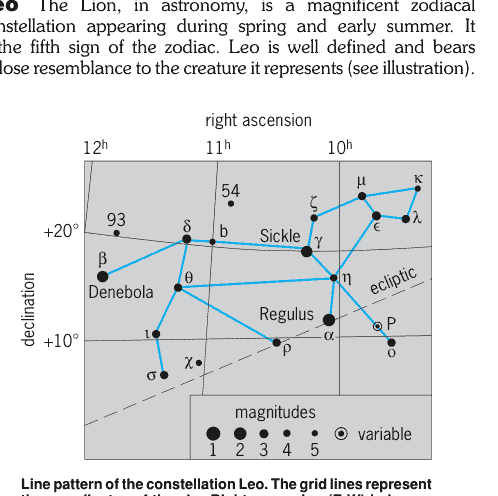 eo The Lion, in astronomy, is a magnificent zodiacal
nstellation appearing during spring and early summer. It
the fifth sign of the zodiac. Leo is well defined and bears
lose resemblance to the creature it represents (see illustration).
right ascension
12h 11h 10h
declination
+20°
+10°
93
54
β
Denebola
δ
b
θ
ι
σ
χ
ρ
Sickle
ζ
γ
μ
κ
ε
λ
η
ecliptic
Regulus
α
P
ο
magnitudes
1 2 3 4 5
variable
Line pattern of the constellation Leo. The grid lines represent